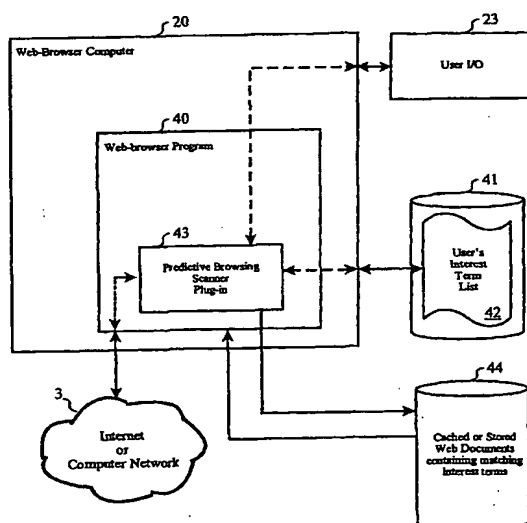 20
23
Web-Browser Computer
User I/O
40
Web-browser Program
41
43
Predictive Browsing
Scanner
Plug-in
User's
Interest
Term
List
42
44
3
Internet
or
Computer Network
Cached or Stored
Web Documents
containing matching
interest terms